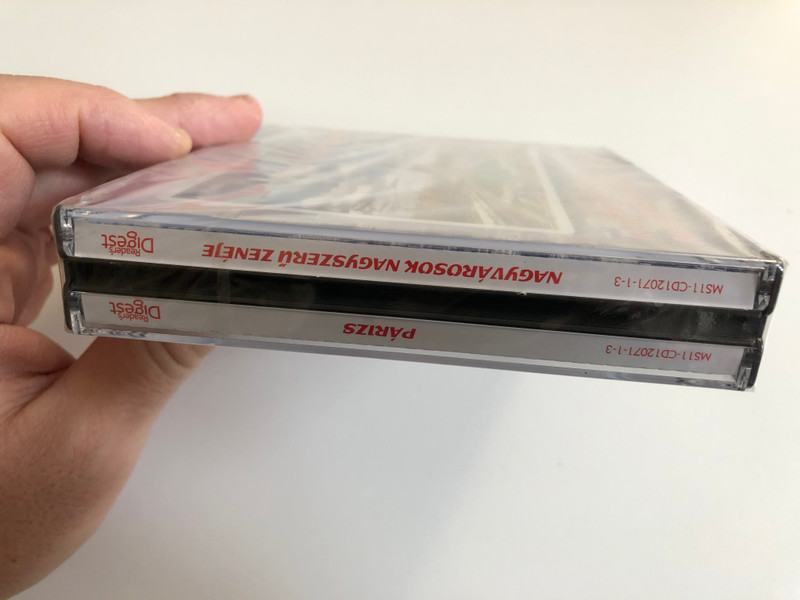 MS11-CD12071-1-3 PÁRIZS Reader's Digest
MS11-CD12071-1-3 NAGYVÁROSOK NAGYSZERŰ ZENÉJE Reader's Digest